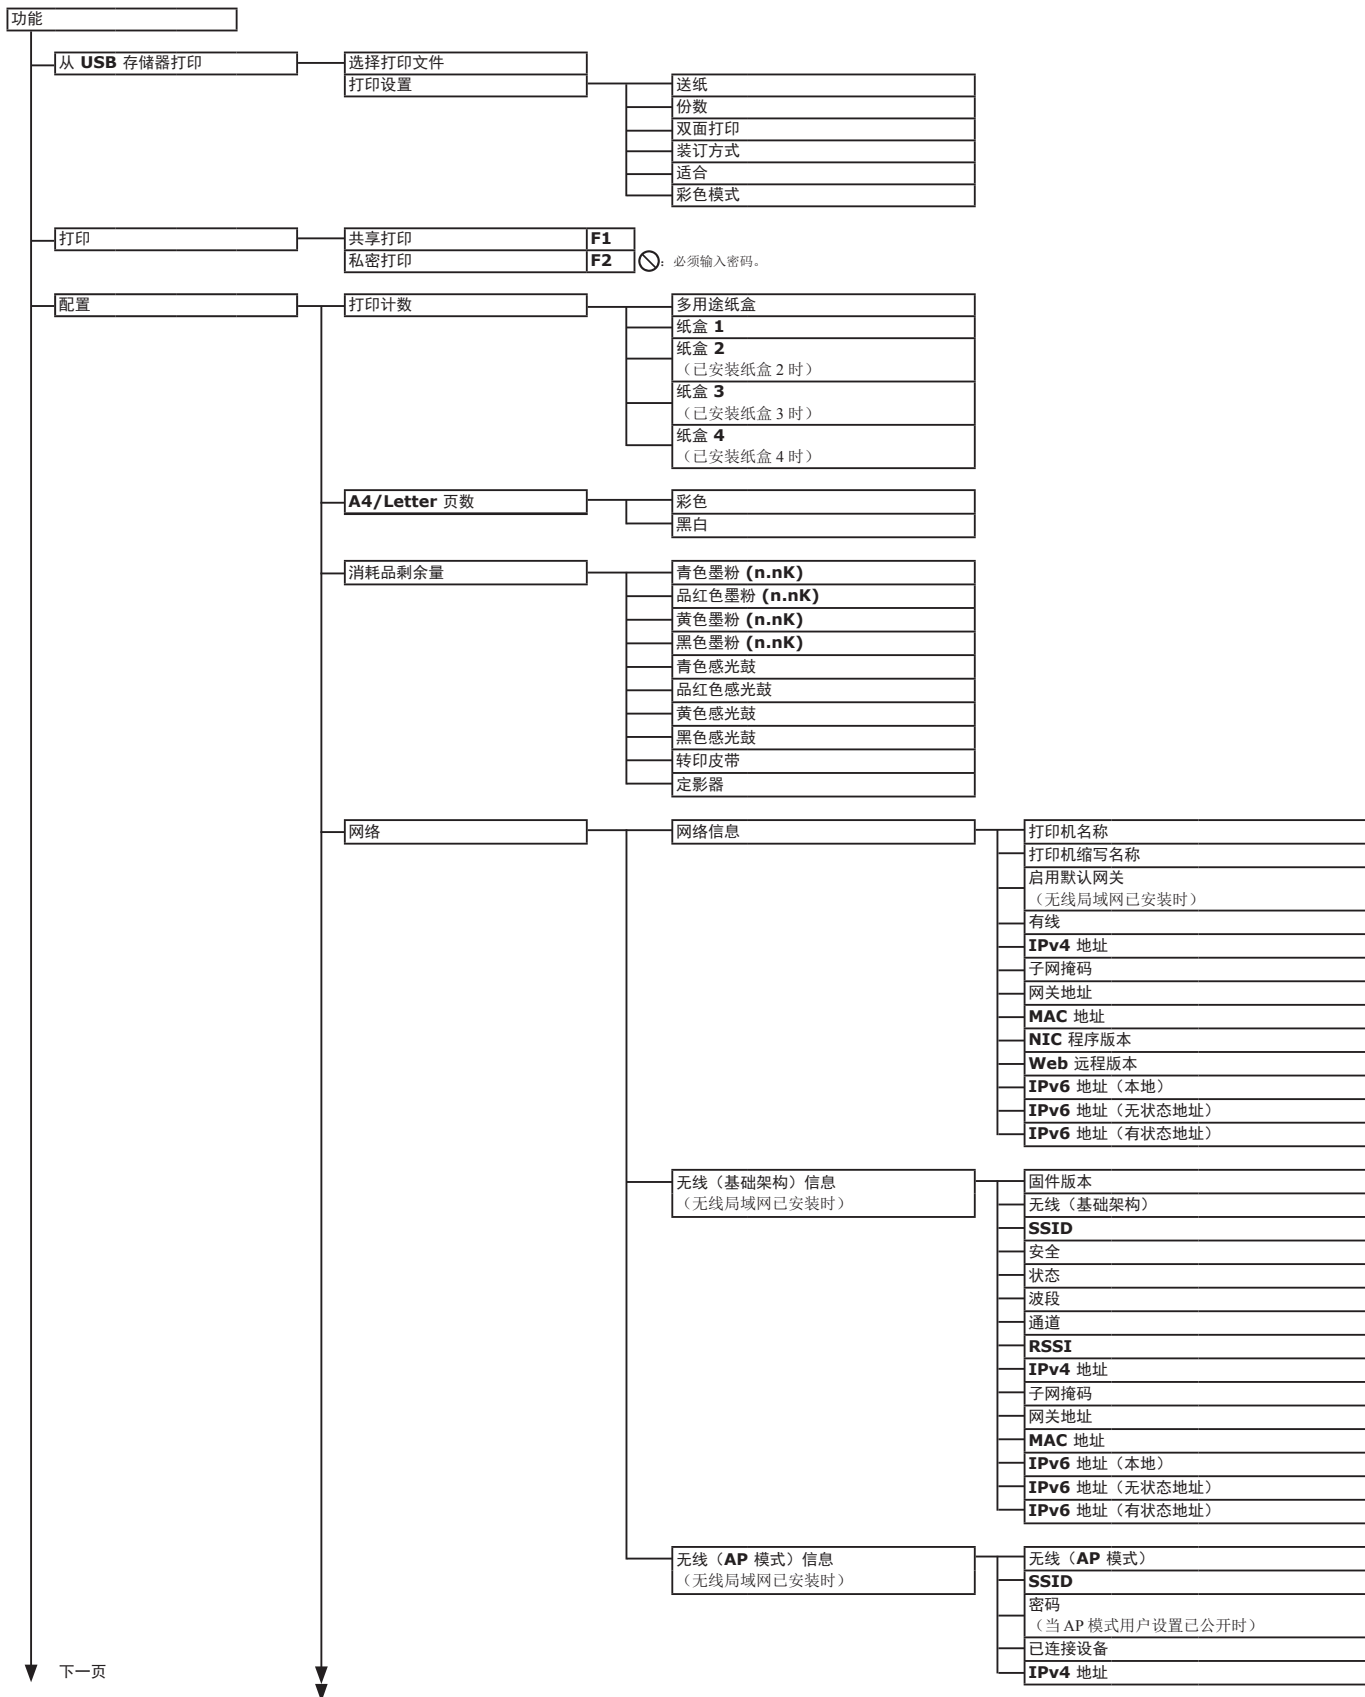 功能
从 USB 存储器打印
选择打印文件
打印设置
送纸
份数
双面打印
装订方式
适合
彩色模式
打印
共享打印 F1
私密打印 F2 ：必须输入密码。
配置
打印计数
多用途纸盒
纸盒 1
纸盒 2
（已安装纸盒 2 时）
纸盒 3
（已安装纸盒 3 时）
纸盒 4
（已安装纸盒 4 时）
A4/Letter 页数
彩色
黑白
消耗品剩余量
青色墨粉 (n.nK)
品红色墨粉 (n.nK)
黄色墨粉 (n.nK)
黑色墨粉 (n.nK)
青色感光鼓
品红色感光鼓
黄色感光鼓
黑色感光鼓
转印皮带
定影器
网络
网络信息
打印机名称
打印机缩写名称
启用默认网关
（无线局域网已安装时）
有线
IPv4 地址
子网掩码
网关地址
MAC 地址
NIC 程序版本
Web 远程版本
IPv6 地址（本地）
IPv6 地址（无状态地址）
IPv6 地址（有状态地址）
无线（基础架构）信息
（无线局域网已安装时）
固件版本
无线（基础架构）
SSID
安全
状态
波段
通道
RSSI
IPv4 地址
子网掩码
网关地址
MAC 地址
IPv6 地址（本地）
IPv6 地址（无状态地址）
IPv6 地址（有状态地址）
无线（AP 模式）信息
（无线局域网已安装时）
无线（AP 模式）
SSID
密码
（当 AP 模式用户设置已公开时）
已连接设备
IPv4 地址
下一页